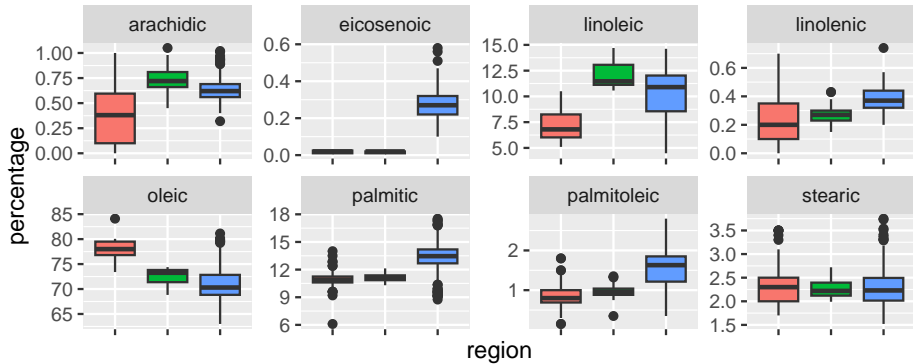 arachidic eicosenoic linoleic linolenic
1.00 0.75 0.50 0.25 0.00
0.6 0.4 0.2 0.0
15.0 12.5 10.0 7.5 5.0
0.6 0.4 0.2 0.0
oleic palmitic palmitoleic stearic
85 80 75 70 65
18 15 12 9 6
2 1
3.5 3.0 2.5 2.0 1.5
percentage
region